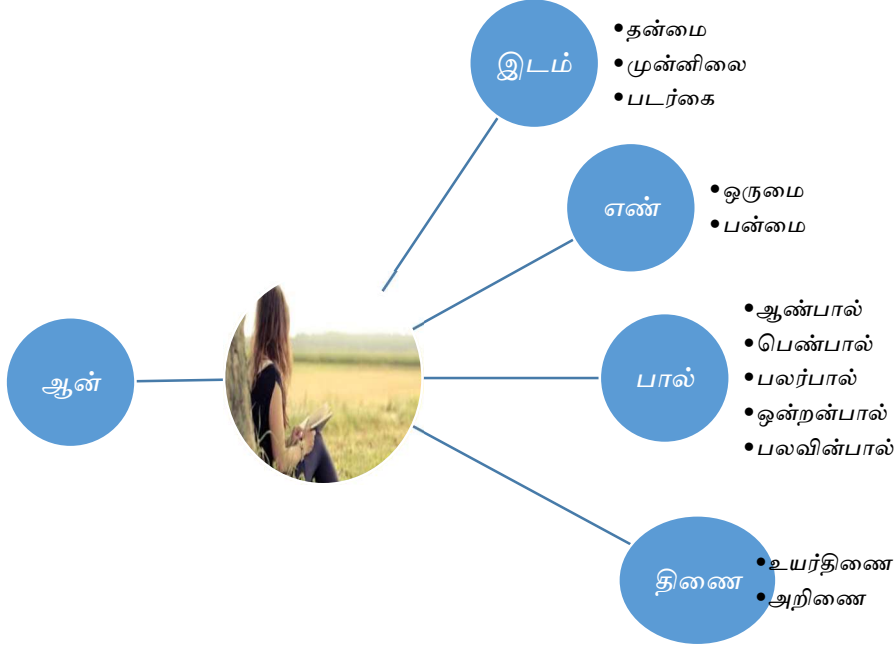 இடம்
•தன்மை
•முன்னிலை
•படர்கை
எண்
•ஒருமை
•பன்மை
ஆன்
பால்
•ஆண்பால்
•பெண்பால்
•பலர்பால்
•ஒன்றன்பால்
•பலவின்பால்
திணை
•உயர்திணை
•அறிணை